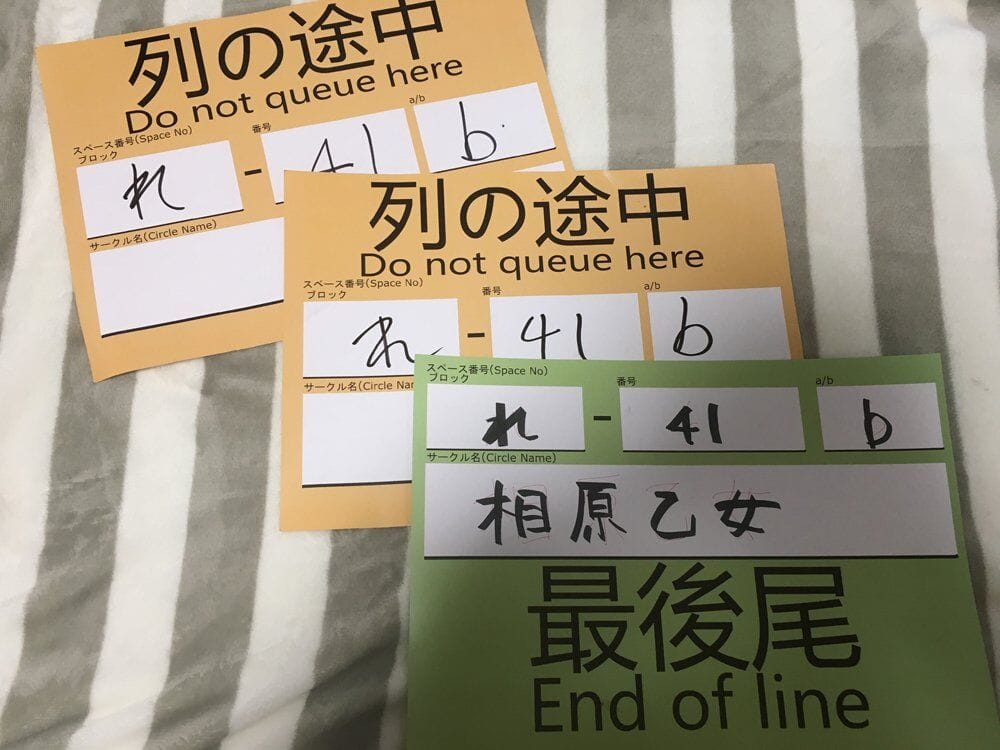 列の途中
Do not queue here
スペース番号(Space No)
ブロック 番号 a/b
れ - 41 b
サークル名(Circle Name)
列の途中
Do not queue here
スペース番号(Space No)
ブロック 番号 a/b
れ - 41 b
サークル名(Circle Nam
スペース番号(Space No)
ブロック 番号 a/b
れ - 41 b
サークル名(Circle Name)
相原乙女
最後尾
End of line